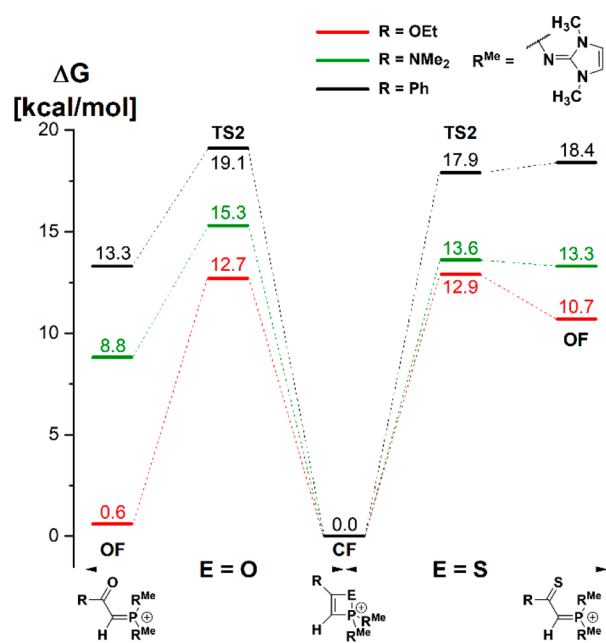 R = OEt
R = NMe₂
R = Ph
Rᴹᵉ =
CH₃
N
N
N
CH₃
ΔG
[kcal/mol]
20
15
10
5
0
TS2
19.1
15.3
12.7
13.3
8.8
0.6
OF
0.0
CF
TS2
17.9
13.6
12.9
18.4
13.3
10.7
OF
E = O
E = S
O
R
Rᴹᵉ
P
⊕
H
Rᴹᵉ
R
E
P
⊕
Rᴹᵉ
H
Rᴹᵉ
S
R
Rᴹᵉ
P
⊕
H
Rᴹᵉ